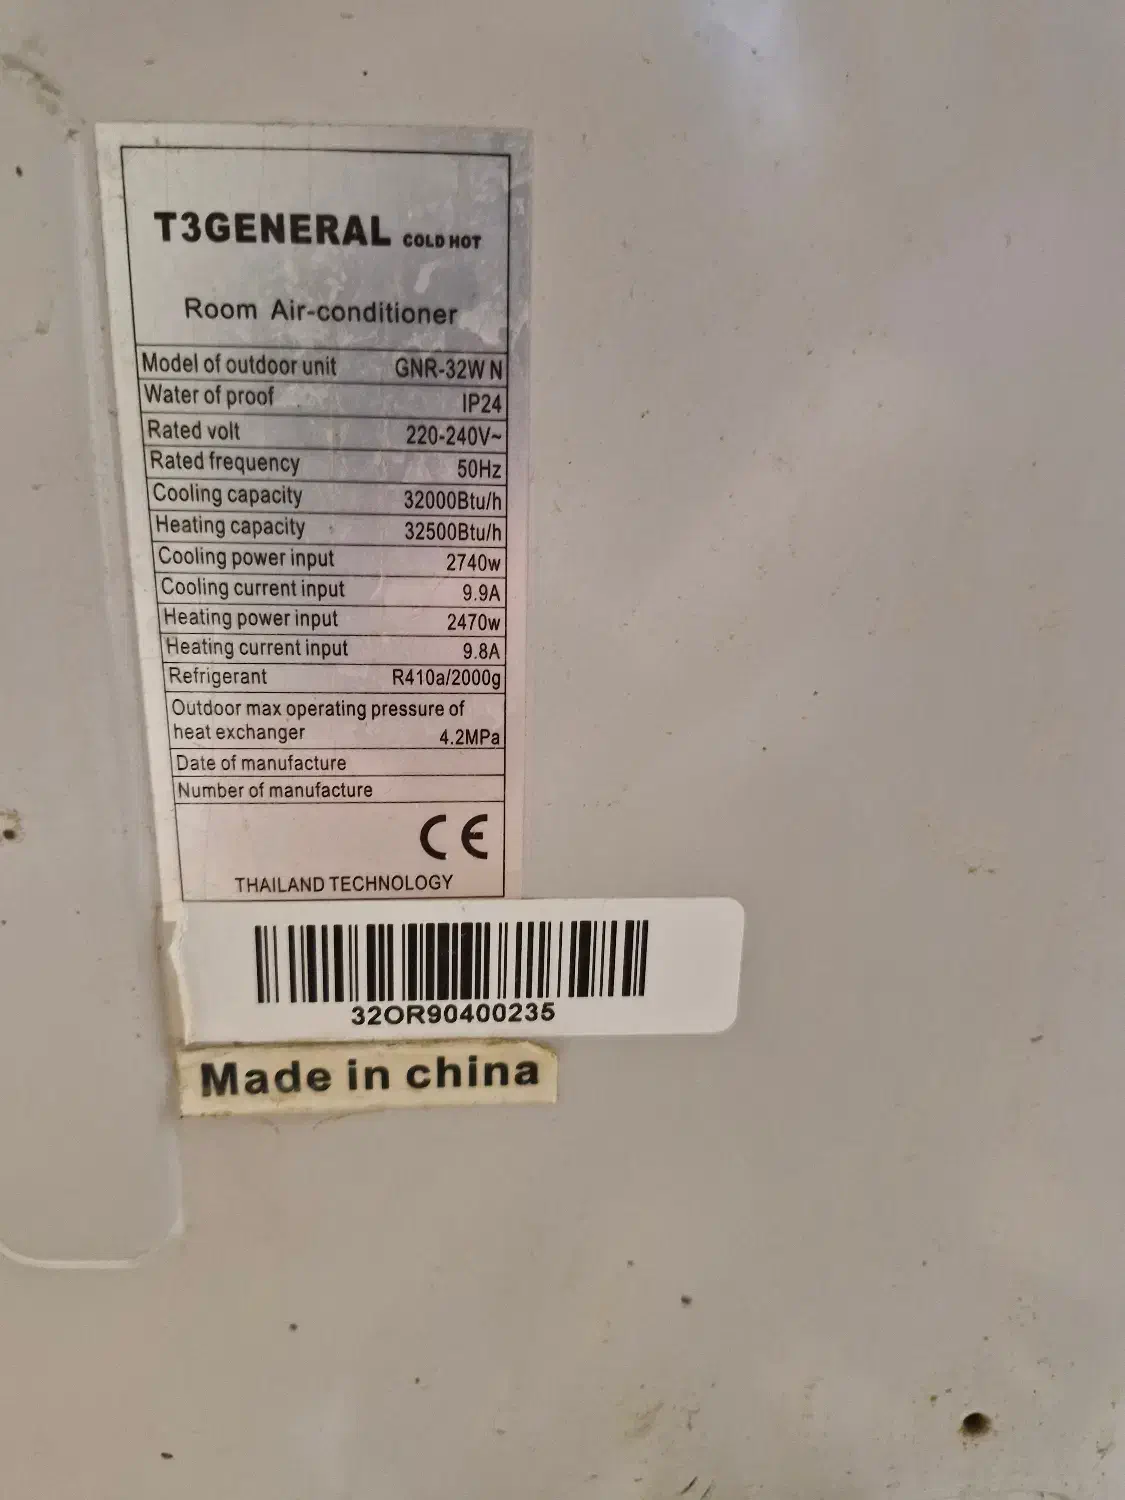 T3GENERAL COLD HOT
Room Air-conditioner
Model of outdoor unit GNR-32W N
Water of proof IP24
Rated volt 220-240V~
Rated frequency 50Hz
Cooling capacity 32000Btu/h
Heating capacity 32500Btu/h
Cooling power input 2740w
Cooling current input 9.9A
Heating power input 2470w
Heating current input 9.8A
Refrigerant R410a/2000g
Outdoor max operating pressure of
heat exchanger 4.2MPa
Date of manufacture
Number of manufacture
CE
THAILAND TECHNOLOGY
32OR90400235
Made in china